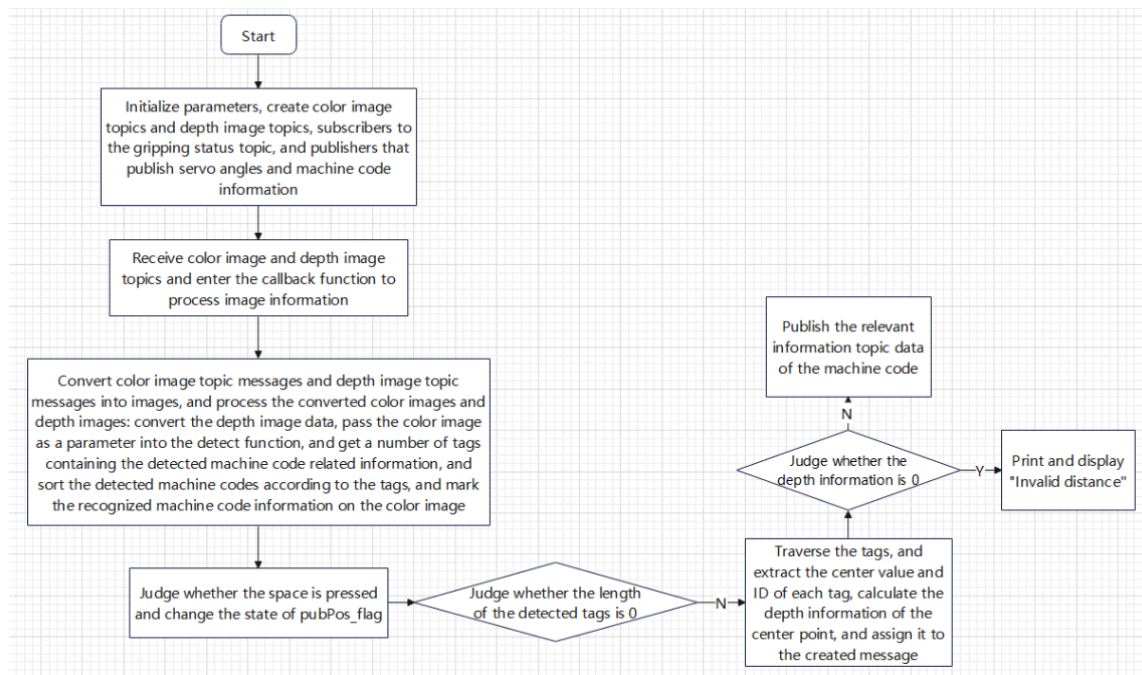 Start
Initialize parameters, create color image
topics and depth image topics, subscribers to
the gripping status topic, and publishers that
publish servo angles and machine code
information
Receive color image and depth image
topics and enter the callback function to
process image information
Convert color image topic messages and depth image topic
messages into images, and process the converted color images and
depth images: convert the depth image data, pass the color image
as a parameter into the detect function, and get a number of tags
containing the detected machine code related information, and
sort the detected machine codes according to the tags, and mark
the recognized machine code information on the color image
Judge whether the space is pressed
and change the state of pubPos_flag
Judge whether the length
of the detected tags is 0
N
Traverse the tags, and
extract the center value and
ID of each tag, calculate the
depth information of the
center point, and assign it to
the created message
Judge whether the
depth information is 0
N
Publish the relevant
information topic data
of the machine code
Y
Print and display
"Invalid distance"